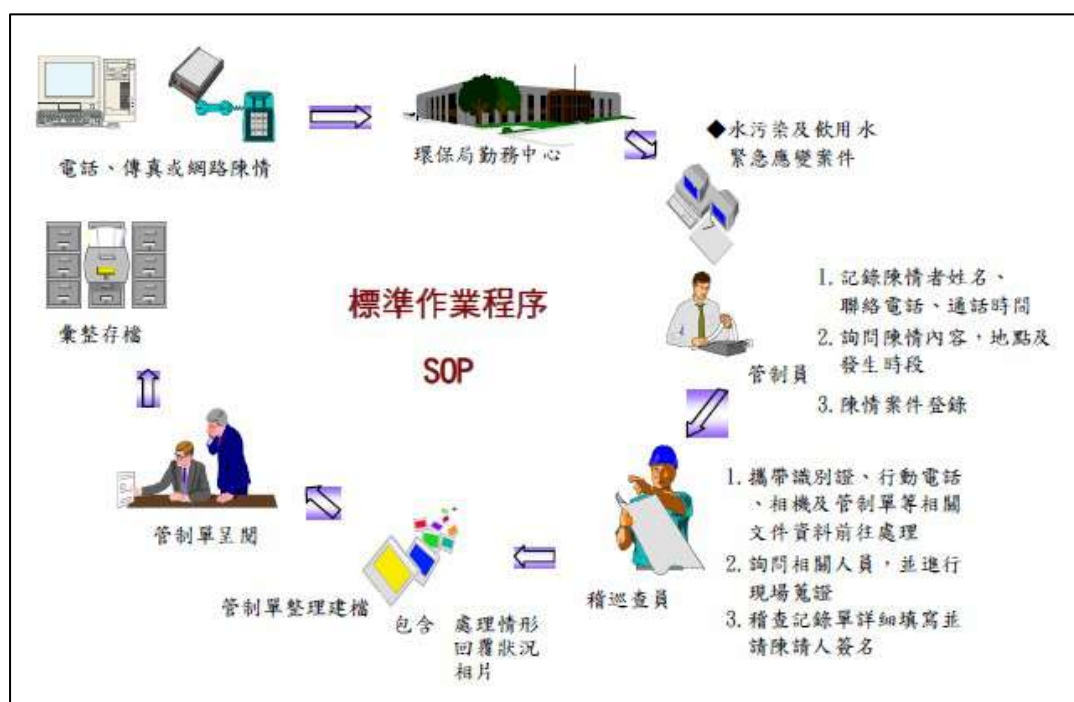 電話、傳真或網路陳情
環保局勤務中心
◆水污染及飲用水
緊急應變案件
管制員
1. 記錄陳情者姓名、
聯絡電話、通話時間
2. 詢問陳情內容，地點及
發生時段
3. 陳情案件登錄
標準作業程序
SOP
稽巡查員
1. 攜帶識別證、行動電話
、相機及管制單等相關
文件資料前往處理
2. 詢問相關人員，並進行
現場蒐證
3. 稽查記錄單詳細填寫並
請陳請人簽名
管制單整理建檔
包含 處理情形
回覆狀況
相片
管制單呈閱
彙整存檔